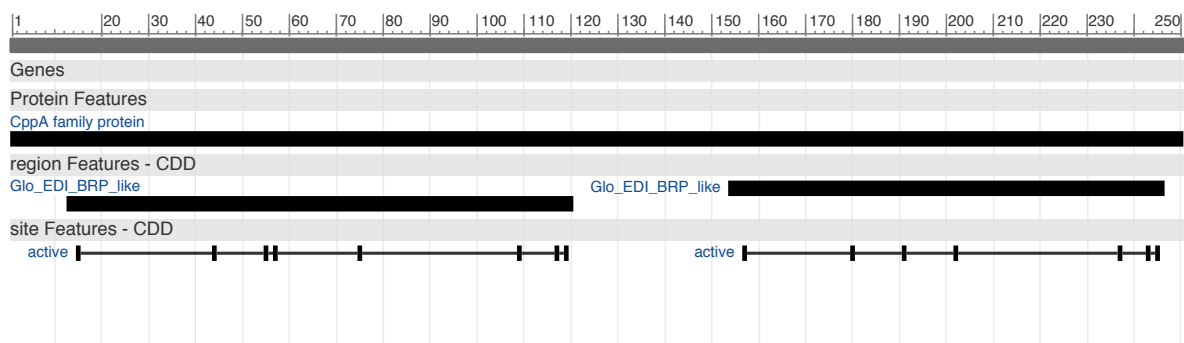 1 20 30 40 50 60 70 80 90 100 110 120 130 140 150 160 170 180 190 200 210 220 230 250
Genes
Protein Features
CppA family protein
region Features - CDD
Glo_EDI_BRP_like Glo_EDI_BRP_like
site Features - CDD
active active